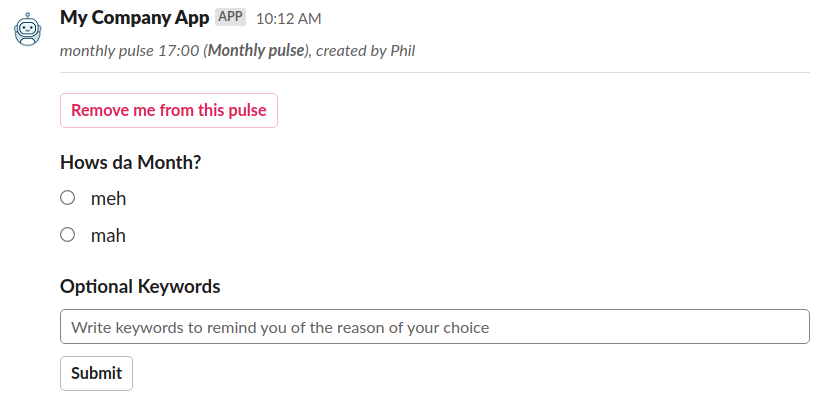 My Company App APP 10:12 AM
monthly pulse 17:00 (Monthly pulse), created by Phil
Remove me from this pulse
Hows da Month?
meh
mah
Optional Keywords
Write keywords to remind you of the reason of your choice
Submit